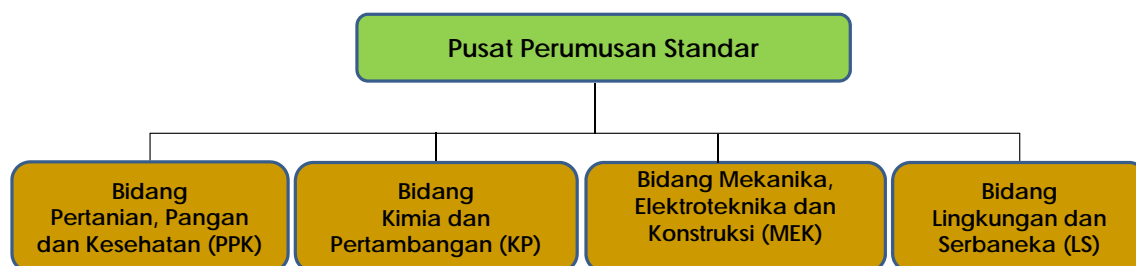 Pusat Perumusan Standar
Bidang
Pertanian, Pangan
dan Kesehatan (PPK)
Bidang
Kimia dan
Pertambangan (KP)
Bidang Mekanika,
Elektroteknika dan
Konstruksi (MEK)
Bidang
Lingkungan dan
Serbaneka (LS)